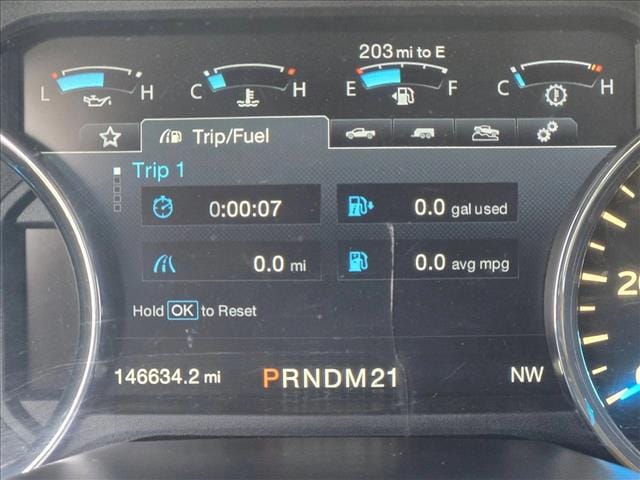 203 mi to E
L H C H E F C H
Trip/Fuel
Trip 1
0:00:07 0.0 gal used
0.0 mi 0.0 avg mpg
Hold OK to Reset
146634.2 mi PRNDM21 NW